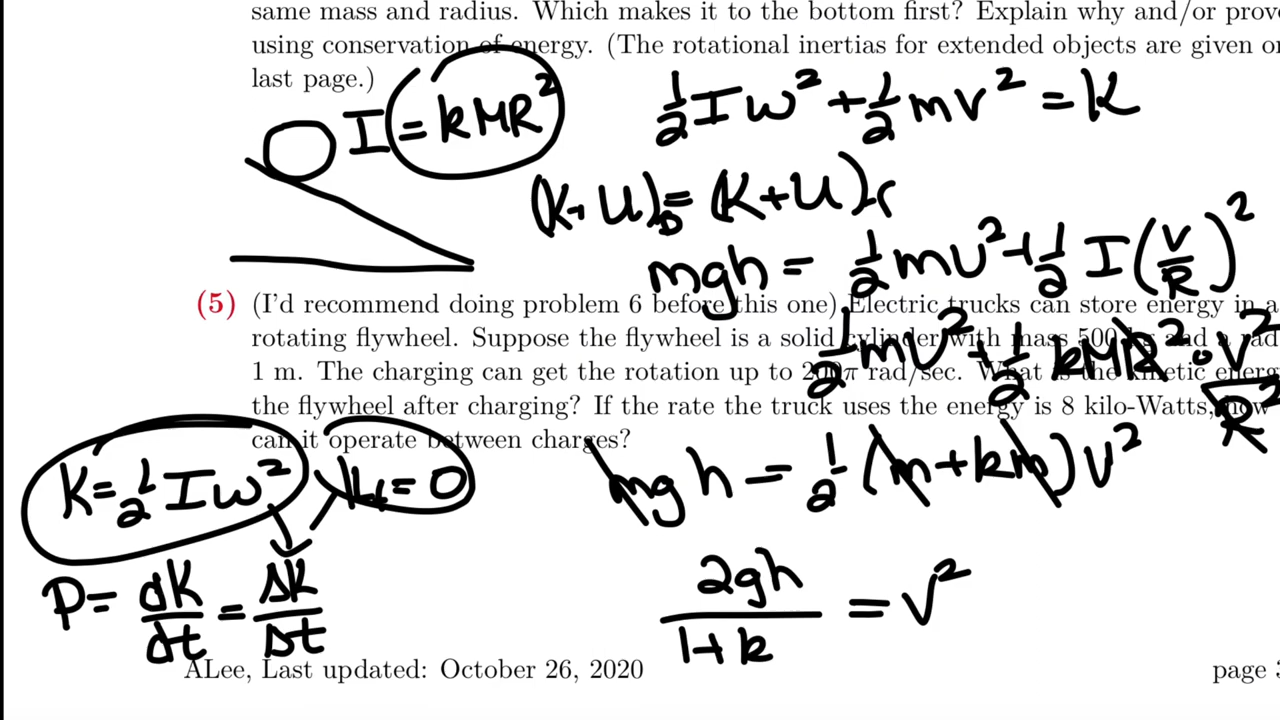 same mass and radius. Which makes it to the bottom first? Explain why and/or prove
using conservation of energy. (The rotational inertias for extended objects are given on
last page.)
I = kMR²
½Iω² + ½mv² = K
(K+U)₀ = (K+U)f
mgh = ½mv² + ½ I(v/R)²
(5) (I'd recommend doing problem 6 before this one) Electric trucks can store energy in a
rotating flywheel. Suppose the flywheel is a solid cylinder with mass 500 kg and a rad
½mv² + ½ kMR² · v²/R²
1 m. The charging can get the rotation up to 200π rad/sec. What is the kinetic energ
the flywheel after charging? If the rate the truck uses the energy is 8 kilo-Watts, how
can it operate between charges?
K = ½Iω²
= 0
mgh = ½(m+km)v²
P = dK/dt = ΔK/Δt
2gh/1+k = v²
ALee, Last updated: October 26, 2020
page 3